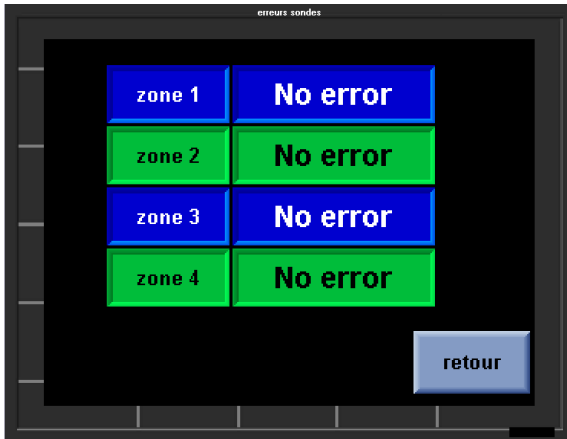 erreurs sondes
zone 1 No error
zone 2 No error
zone 3 No error
zone 4 No error
retour